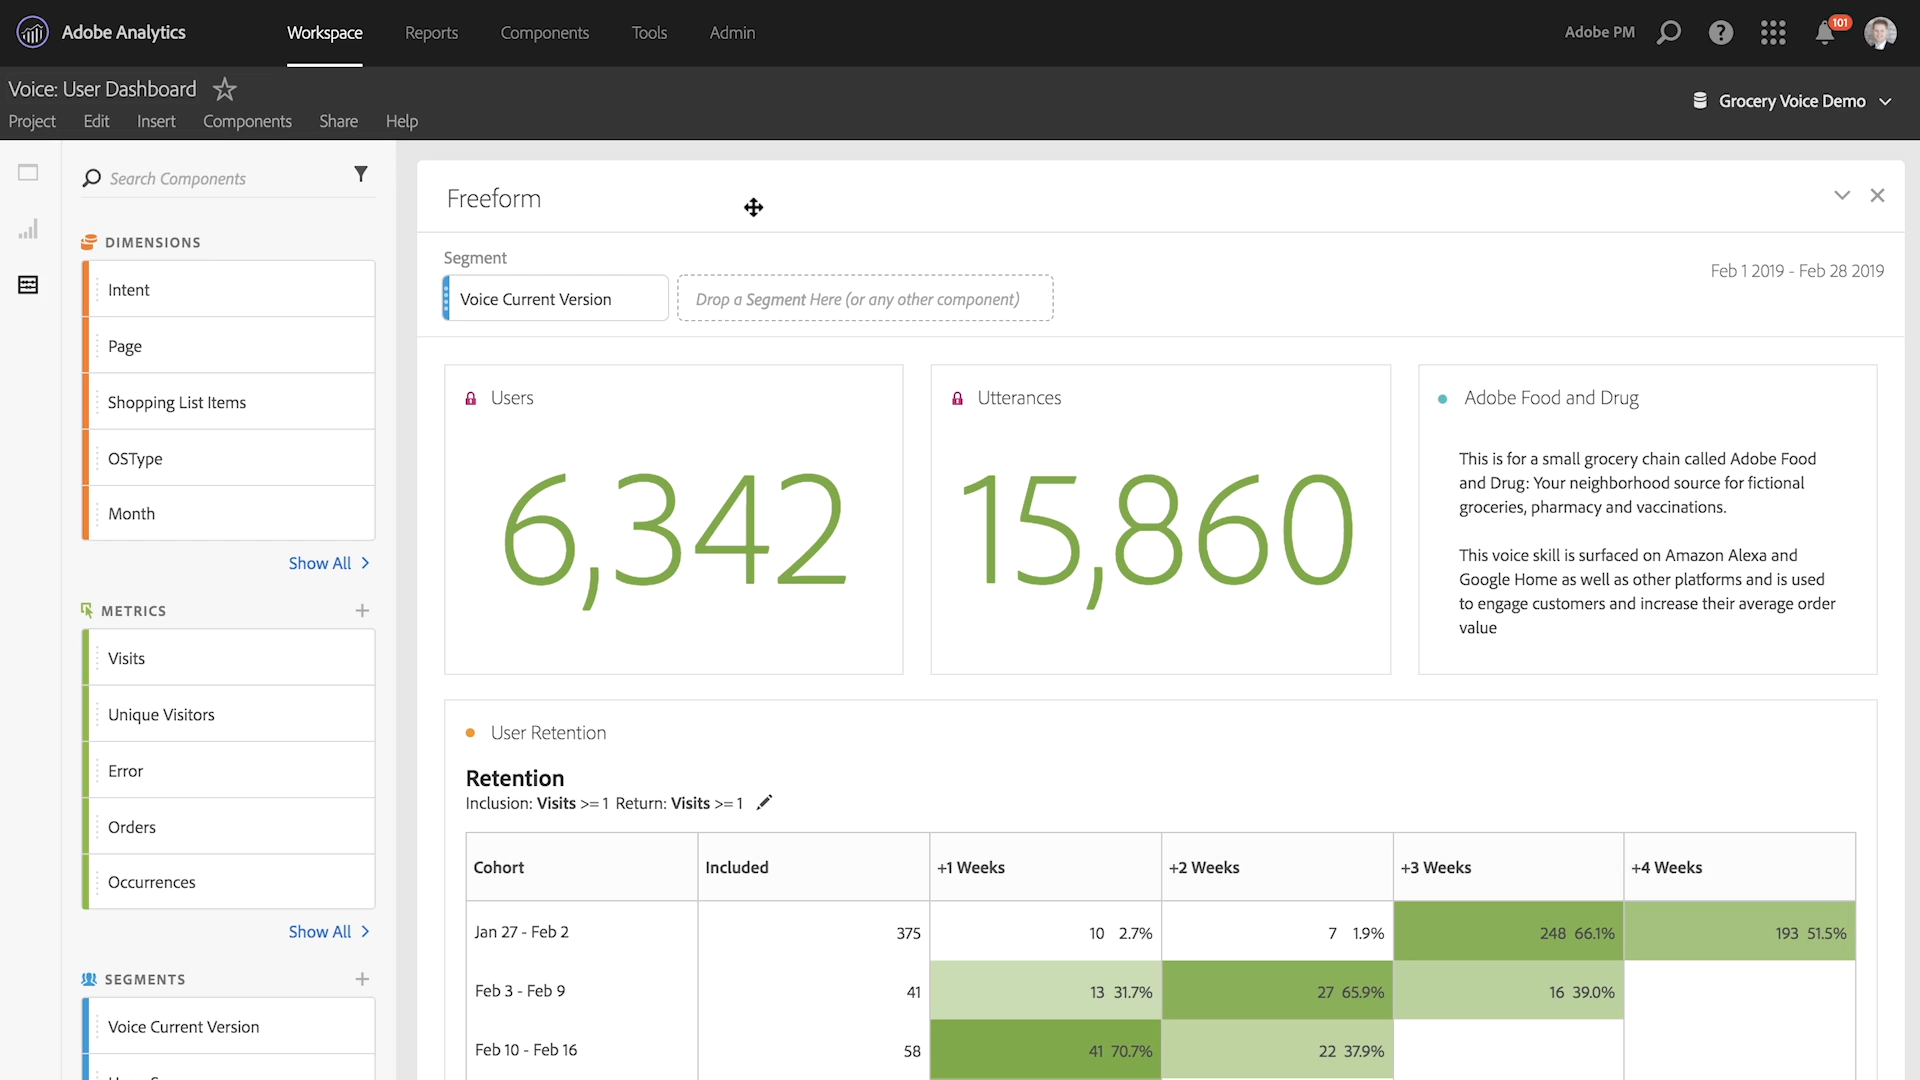 Adobe Analytics
Workspace
Reports
Components
Tools
Admin
Adobe PM
101
Voice: User Dashboard
Project
Edit
Insert
Components
Share
Help
Grocery Voice Demo
Search Components
DIMENSIONS
Intent
Page
Shopping List Items
OSType
Month
Show All
METRICS
Visits
Unique Visitors
Error
Orders
Occurrences
Show All
SEGMENTS
Voice Current Version
Freeform
Segment
Voice Current Version
Drop a Segment Here (or any other component)
Feb 1 2019 - Feb 28 2019
Users
6,342
Utterances
15,860
Adobe Food and Drug
This is for a small grocery chain called Adobe Food
and Drug: Your neighborhood source for fictional
groceries, pharmacy and vaccinations.
This voice skill is surfaced on Amazon Alexa and
Google Home as well as other platforms and is used
to engage customers and increase their average order
value
User Retention
Retention
Inclusion: Visits >= 1 Return: Visits >= 1
Cohort Included +1 Weeks +2 Weeks +3 Weeks +4 Weeks
Jan 27 - Feb 2 375 10 2.7% 7 1.9% 248 66.1% 193 51.5%
Feb 3 - Feb 9 41 13 31.7% 27 65.9% 16 39.0%
Feb 10 - Feb 16 58 41 70.7% 22 37.9%